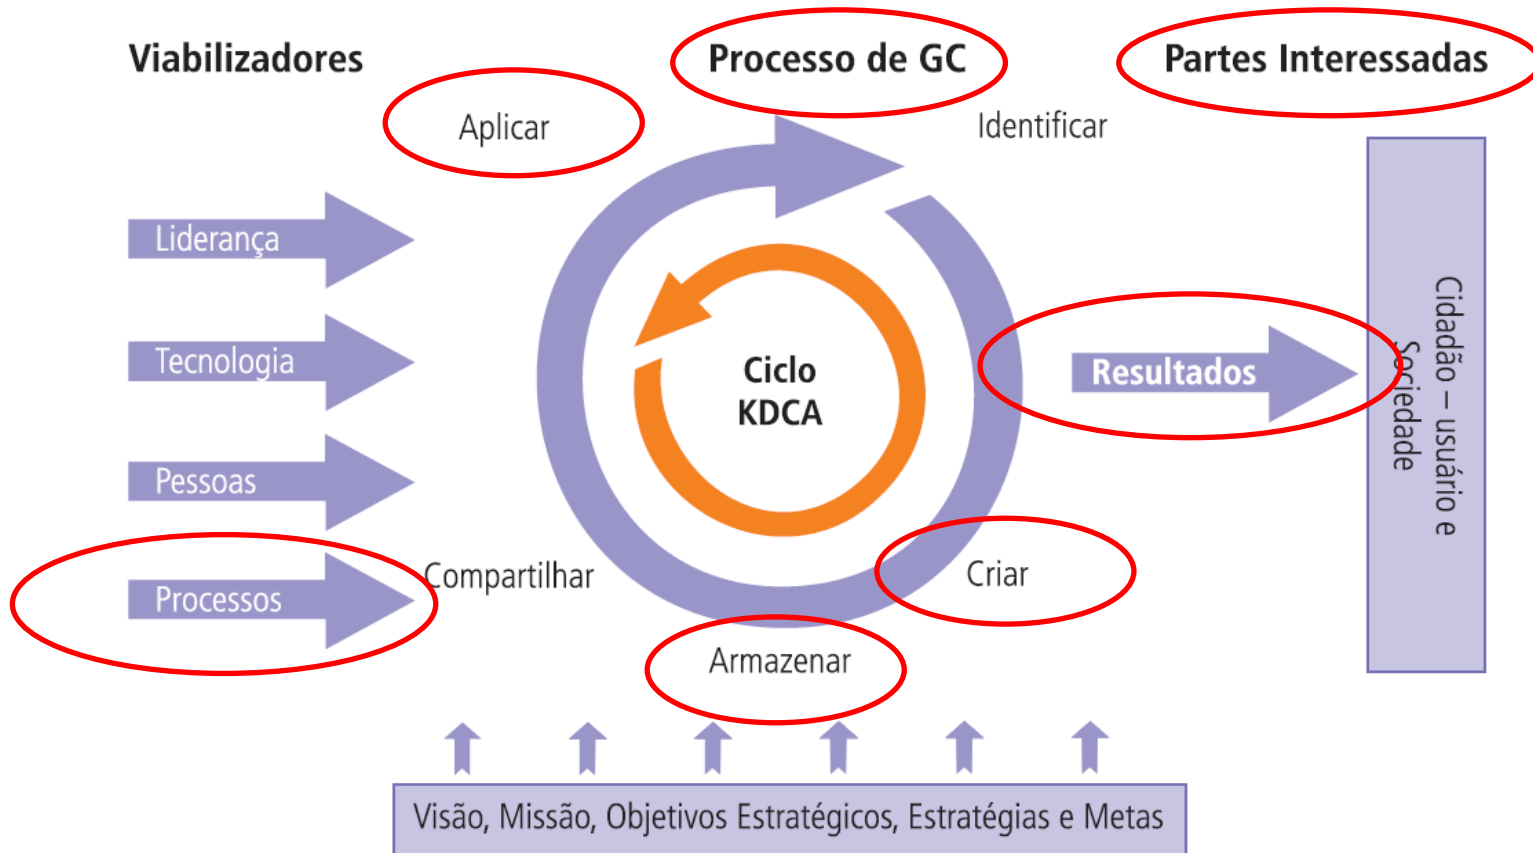 Viabilizadores
Processo de GC
Partes Interessadas
Aplicar
Identificar
Liderança
Tecnologia
Pessoas
Processos
Ciclo
KDCA
Resultados
Cidadão – usuário e
Sociedade
Compartilhar
Criar
Armazenar
Visão, Missão, Objetivos Estratégicos, Estratégias e Metas